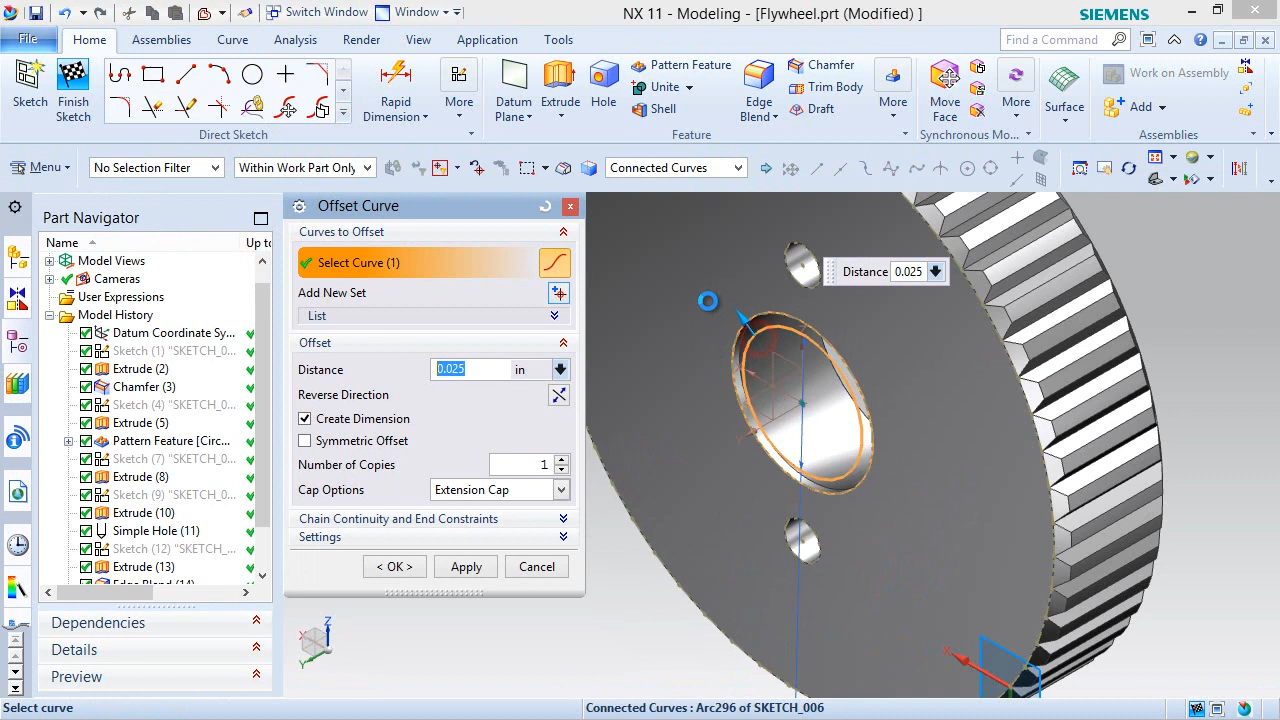 Switch Window
Window
NX 11 - Modeling - [Flywheel.prt (Modified) ]
SIEMENS
File
Home
Assemblies
Curve
Analysis
Render
View
Application
Tools
Find a Command
Sketch
Finish
Sketch
Direct Sketch
Rapid
Dimension
More
Datum
Plane
Extrude
Hole
Pattern Feature
Unite
Shell
Edge
Blend
Chamfer
Trim Body
Draft
More
Feature
Move
Face
More
Synchronous Mo...
Surface
Work on Assembly
Add
Assemblies
Menu
No Selection Filter
Within Work Part Only
Connected Curves
Part Navigator
Name
Up to
Model Views
Cameras
User Expressions
Model History
Datum Coordinate Sy...
Sketch (1) "SKETCH_0...
Extrude (2)
Chamfer (3)
Sketch (4) "SKETCH_0...
Extrude (5)
Pattern Feature [Circ...
Sketch (7) "SKETCH_0...
Extrude (8)
Sketch (9) "SKETCH_0...
Extrude (10)
Simple Hole (11)
Sketch (12) "SKETCH_...
Extrude (13)
Edge Blend (14)
Dependencies
Details
Preview
Offset Curve
Curves to Offset
Select Curve (1)
Add New Set
List
Offset
Distance
0.025
in
Reverse Direction
Create Dimension
Symmetric Offset
Number of Copies
1
Cap Options
Extension Cap
Chain Continuity and End Constraints
Settings
< OK >
Apply
Cancel
Distance
0.025
X
Z
Y
X
Select curve
Connected Curves : Arc296 of SKETCH_006